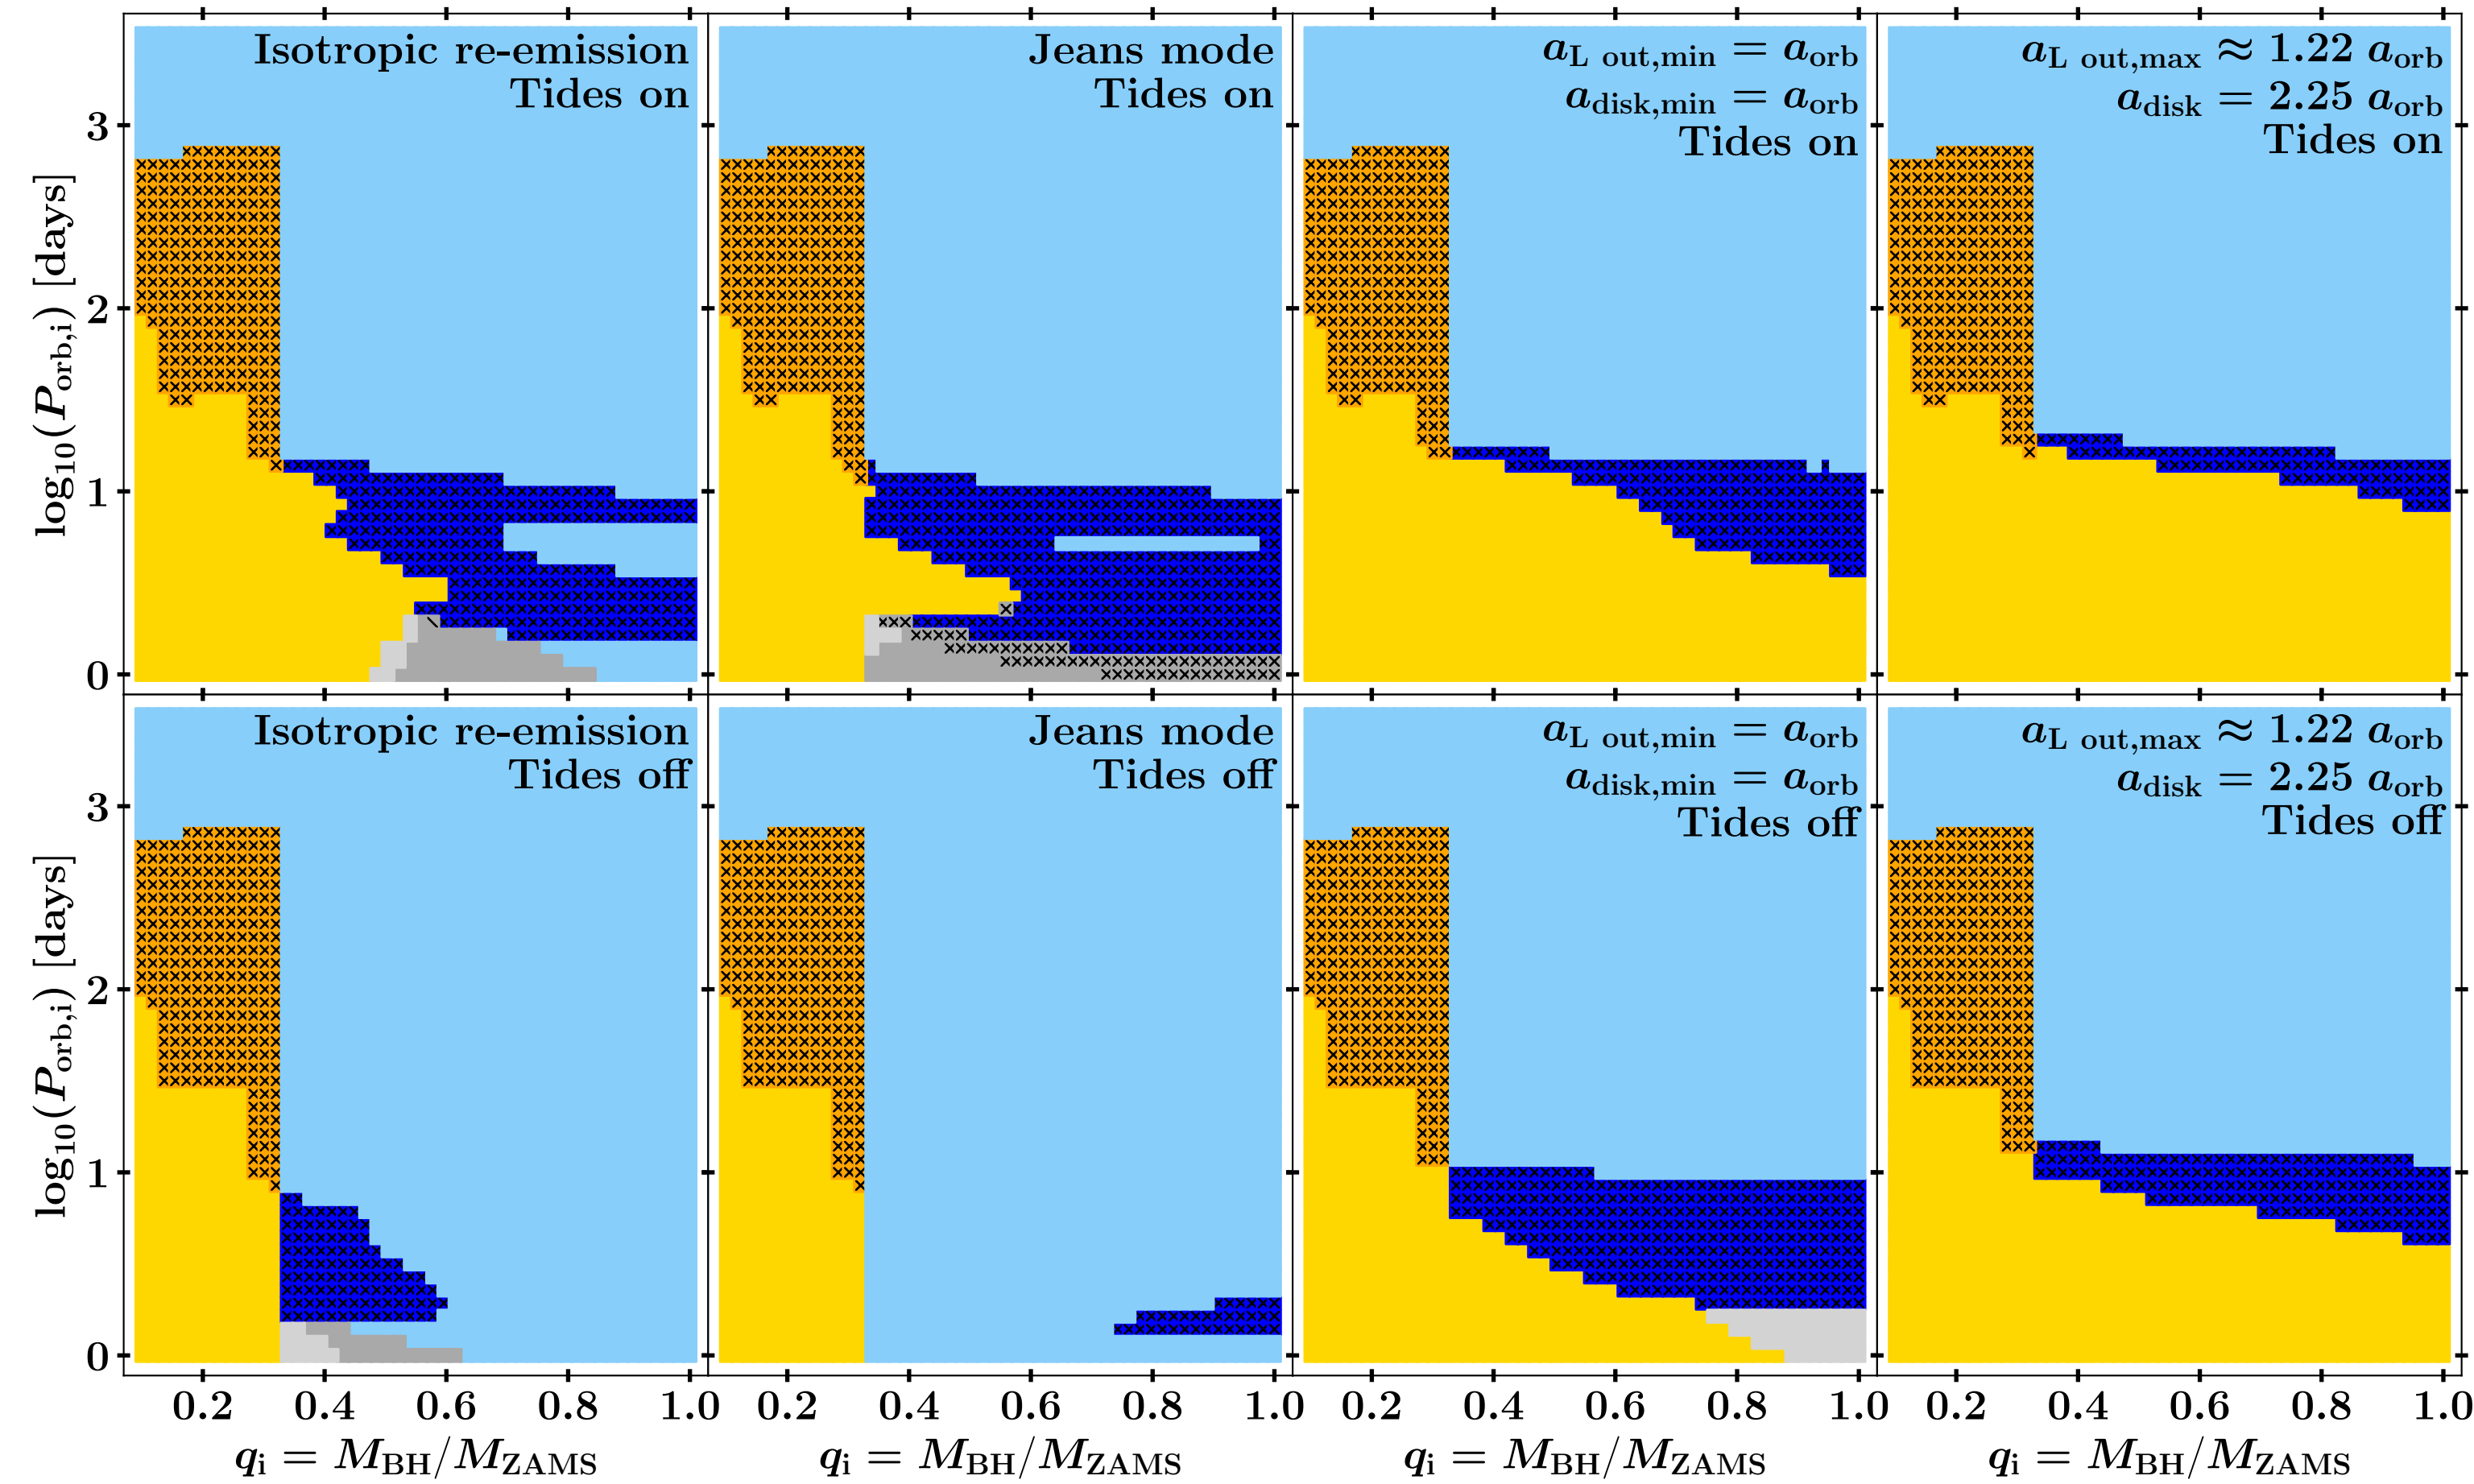 Isotropic re-emission
Tides on
Jeans mode
Tides on
a_L out,min = a_orb
a_disk,min = a_orb
Tides on
a_L out,max ≈ 1.22 a_orb
a_disk = 2.25 a_orb
Tides on
log₁₀(P_orb,i) [days]
3
2
1
0
Isotropic re-emission
Tides off
Jeans mode
Tides off
a_L out,min = a_orb
a_disk,min = a_orb
Tides off
a_L out,max ≈ 1.22 a_orb
a_disk = 2.25 a_orb
Tides off
log₁₀(P_orb,i) [days]
3
2
1
0
0.2 0.4 0.6 0.8 1.0 0.2 0.4 0.6 0.8 1.0 0.2 0.4 0.6 0.8 1.0 0.2 0.4 0.6 0.8 1.0
q_i = M_BH/M_ZAMS q_i = M_BH/M_ZAMS q_i = M_BH/M_ZAMS q_i = M_BH/M_ZAMS